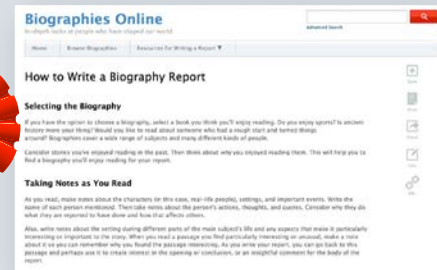 Biographies Online
In-depth looks at people who have shaped our world
Advanced Search
Home
Browse Biographies
Resources for Writing a Report ▼
How to Write a Biography Report
Selecting the Biography
If you have the option to choose a biography, select a book you think you'll enjoy reading. Do you enjoy sports? Is ancient
history more your thing? Would you like to read about someone who had a rough start and turned things
around? Biographies cover a wide range of subjects and many different kinds of people.
Consider stories you've enjoyed reading in the past. Then think about why you enjoyed reading them. This will help you to
find a biography you'll enjoy reading for your report.
Taking Notes as You Read
As you read, make notes about the characters (in this case, real-life people), settings, and important events. Write the
name of each person mentioned. Then take notes about the person's actions, thoughts, and quotes. Consider why they do
what they are reported to have done and how that affects others.
Also, write notes about the setting during different parts of the main subject's life and any aspects that make it particularly
interesting or important to the story. When you read a passage you find particularly interesting or unusual, make a note
about it so you can remember why you found the passage interesting. As you write your report, you can go back to this
passage and perhaps use it to create interest in the opening or conclusion, or an insightful comment for the body of the
report.